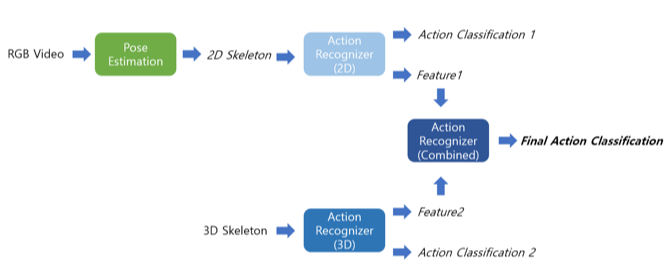 Action Classification 1
RGB Video
Pose
Estimation
2D Skeleton
Action
Recognizer
(2D)
Feature1
Action
Recognizer
(Combined)
Final Action Classification
3D Skeleton
Action
Recognizer
(3D)
Feature2
Action Classification 2